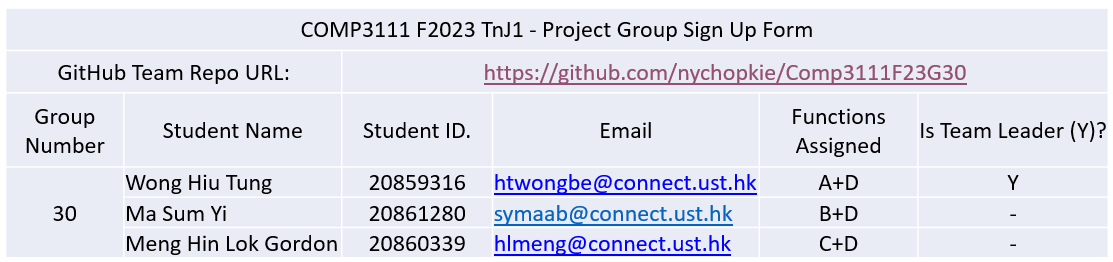 COMP3111 F2023 TnJ1 - Project Group Sign Up Form
GitHub Team Repo URL: https://github.com/nychopkie/Comp3111F23G30
Group Number Student Name Student ID. Email Functions Assigned Is Team Leader (Y)?
30
Wong Hiu Tung 20859316 htwongbe@connect.ust.hk A+D Y
Ma Sum Yi 20861280 symaab@connect.ust.hk B+D -
Meng Hin Lok Gordon 20860339 hlmeng@connect.ust.hk C+D -